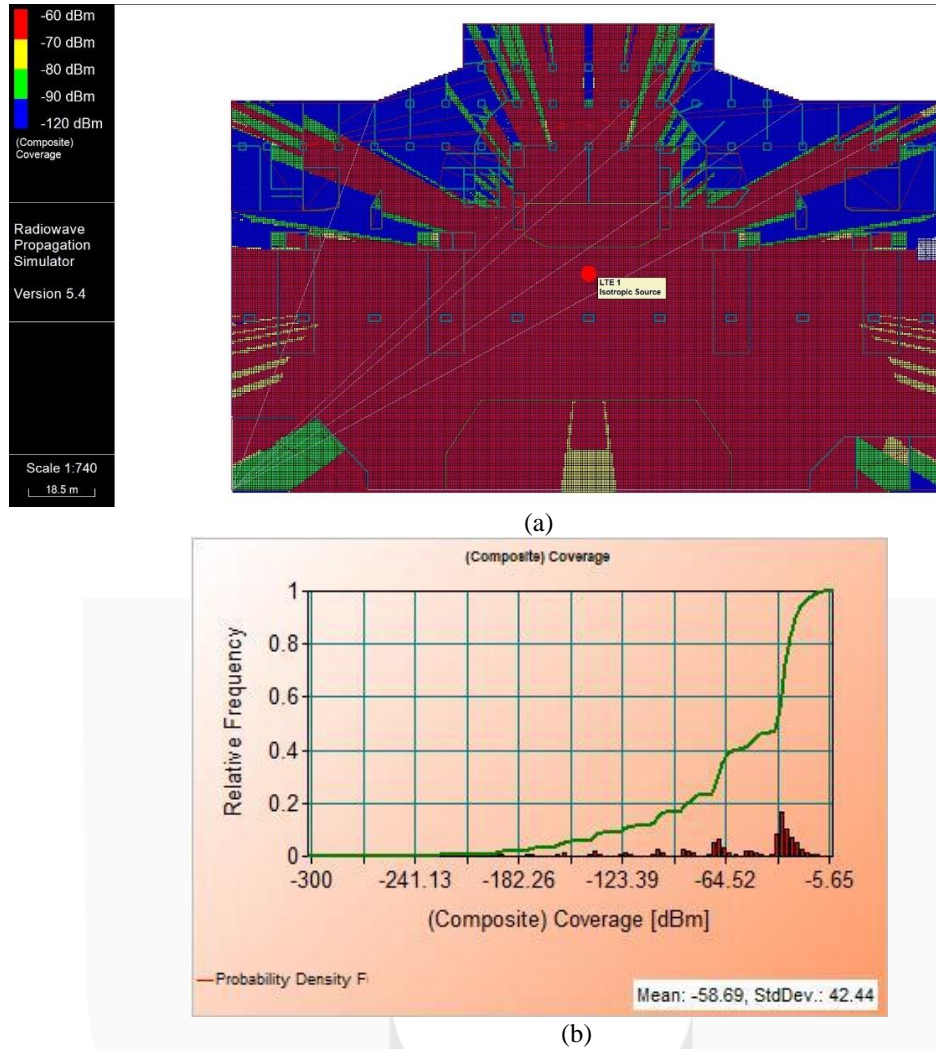 -60 dBm
-70 dBm
-80 dBm
-90 dBm
-120 dBm
(Composite)
Coverage
Radiowave
Propagation
Simulator
Version 5.4
Scale 1:740
18.5 m
LTE 1
Isotropic Source
(a)
(Composite) Coverage
Relative Frequency
1
0.8
0.6
0.4
0.2
0
-300 -241.13 -182.26 -123.39 -64.52 -5.65
(Composite) Coverage [dBm]
Probability Density F
Mean: -58.69, StdDev.: 42.44
(b)